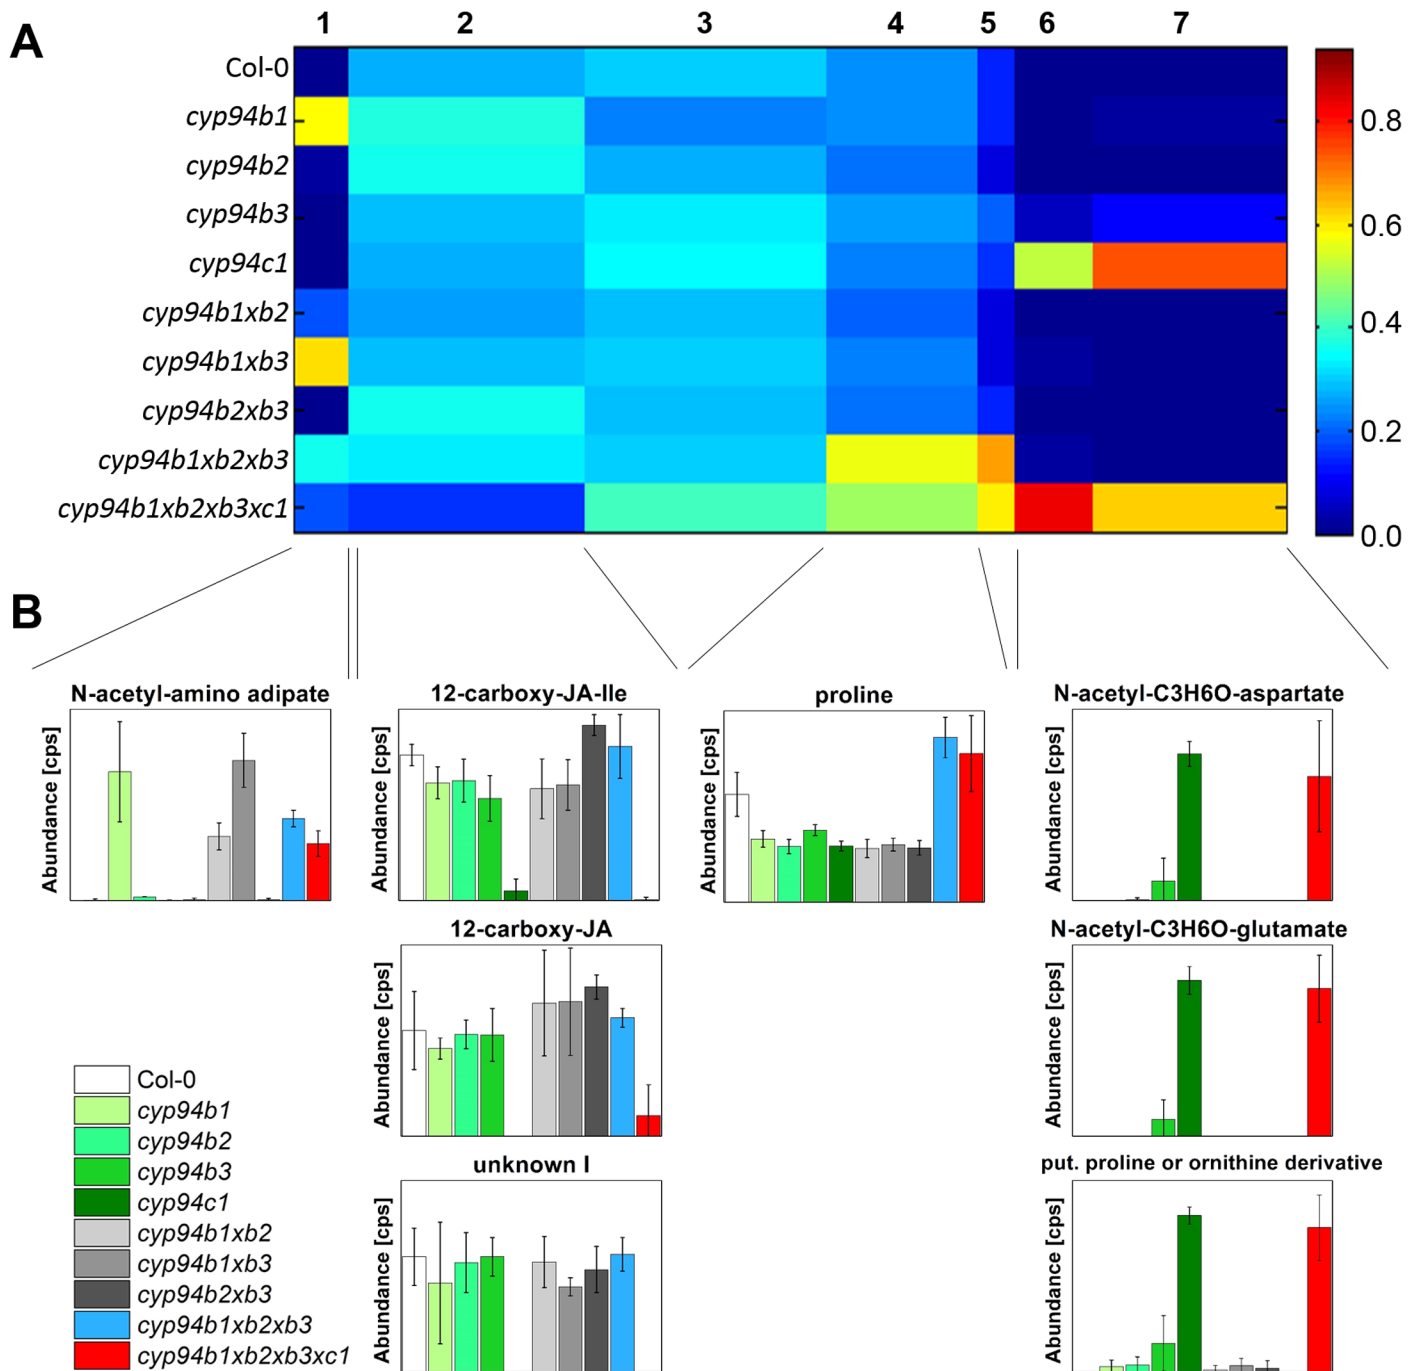 A
1 2 3 4 5 6 7
Col-0
cyp94b1
cyp94b2
cyp94b3
cyp94c1
cyp94b1xb2
cyp94b1xb3
cyp94b2xb3
cyp94b1xb2xb3
cyp94b1xb2xb3xc1
0.8
0.6
0.4
0.2
0.0
B
N-acetyl-amino adipate
Abundance [cps]
12-carboxy-JA-Ile
Abundance [cps]
proline
Abundance [cps]
N-acetyl-C3H6O-aspartate
Abundance [cps]
12-carboxy-JA
Abundance [cps]
N-acetyl-C3H6O-glutamate
Abundance [cps]
unknown I
Abundance [cps]
put. proline or ornithine derivative
Abundance [cps]
Col-0
cyp94b1
cyp94b2
cyp94b3
cyp94c1
cyp94b1xb2
cyp94b1xb3
cyp94b2xb3
cyp94b1xb2xb3
cyp94b1xb2xb3xc1